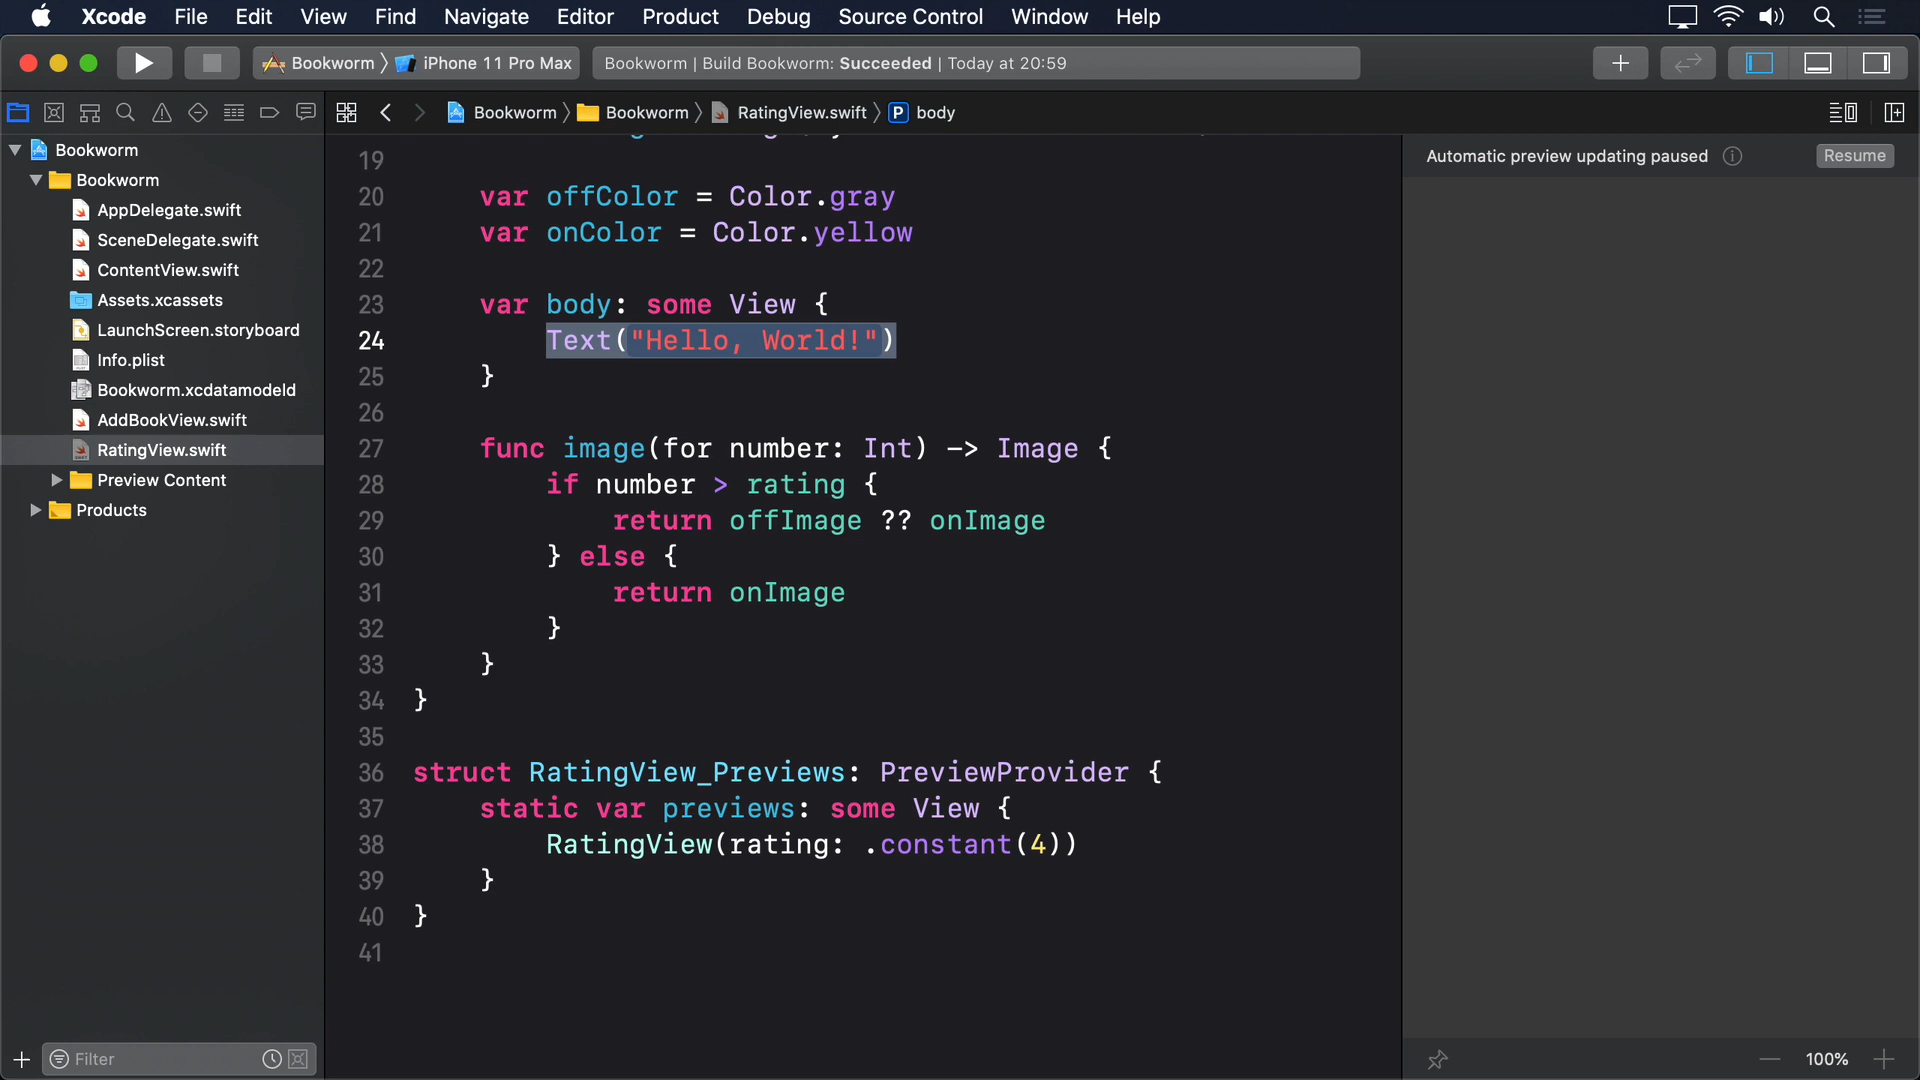 Xcode File Edit View Find Navigate Editor Product Debug Source Control Window Help
Bookworm iPhone 11 Pro Max Bookworm | Build Bookworm: Succeeded | Today at 20:59
Bookworm Bookworm RatingView.swift P body
Automatic preview updating paused Resume
Bookworm
Bookworm
AppDelegate.swift
SceneDelegate.swift
ContentView.swift
Assets.xcassets
LaunchScreen.storyboard
Info.plist
Bookworm.xcdatamodeld
AddBookView.swift
RatingView.swift
Preview Content
Products
19
20 var offColor = Color.gray
21 var onColor = Color.yellow
22
23 var body: some View {
24 Text("Hello, World!")
25 }
26
27 func image(for number: Int) -> Image {
28 if number > rating {
29 return offImage ?? onImage
30 } else {
31 return onImage
32 }
33 }
34 }
35
36 struct RatingView_Previews: PreviewProvider {
37 static var previews: some View {
38 RatingView(rating: .constant(4))
39 }
40 }
41
Filter
100%